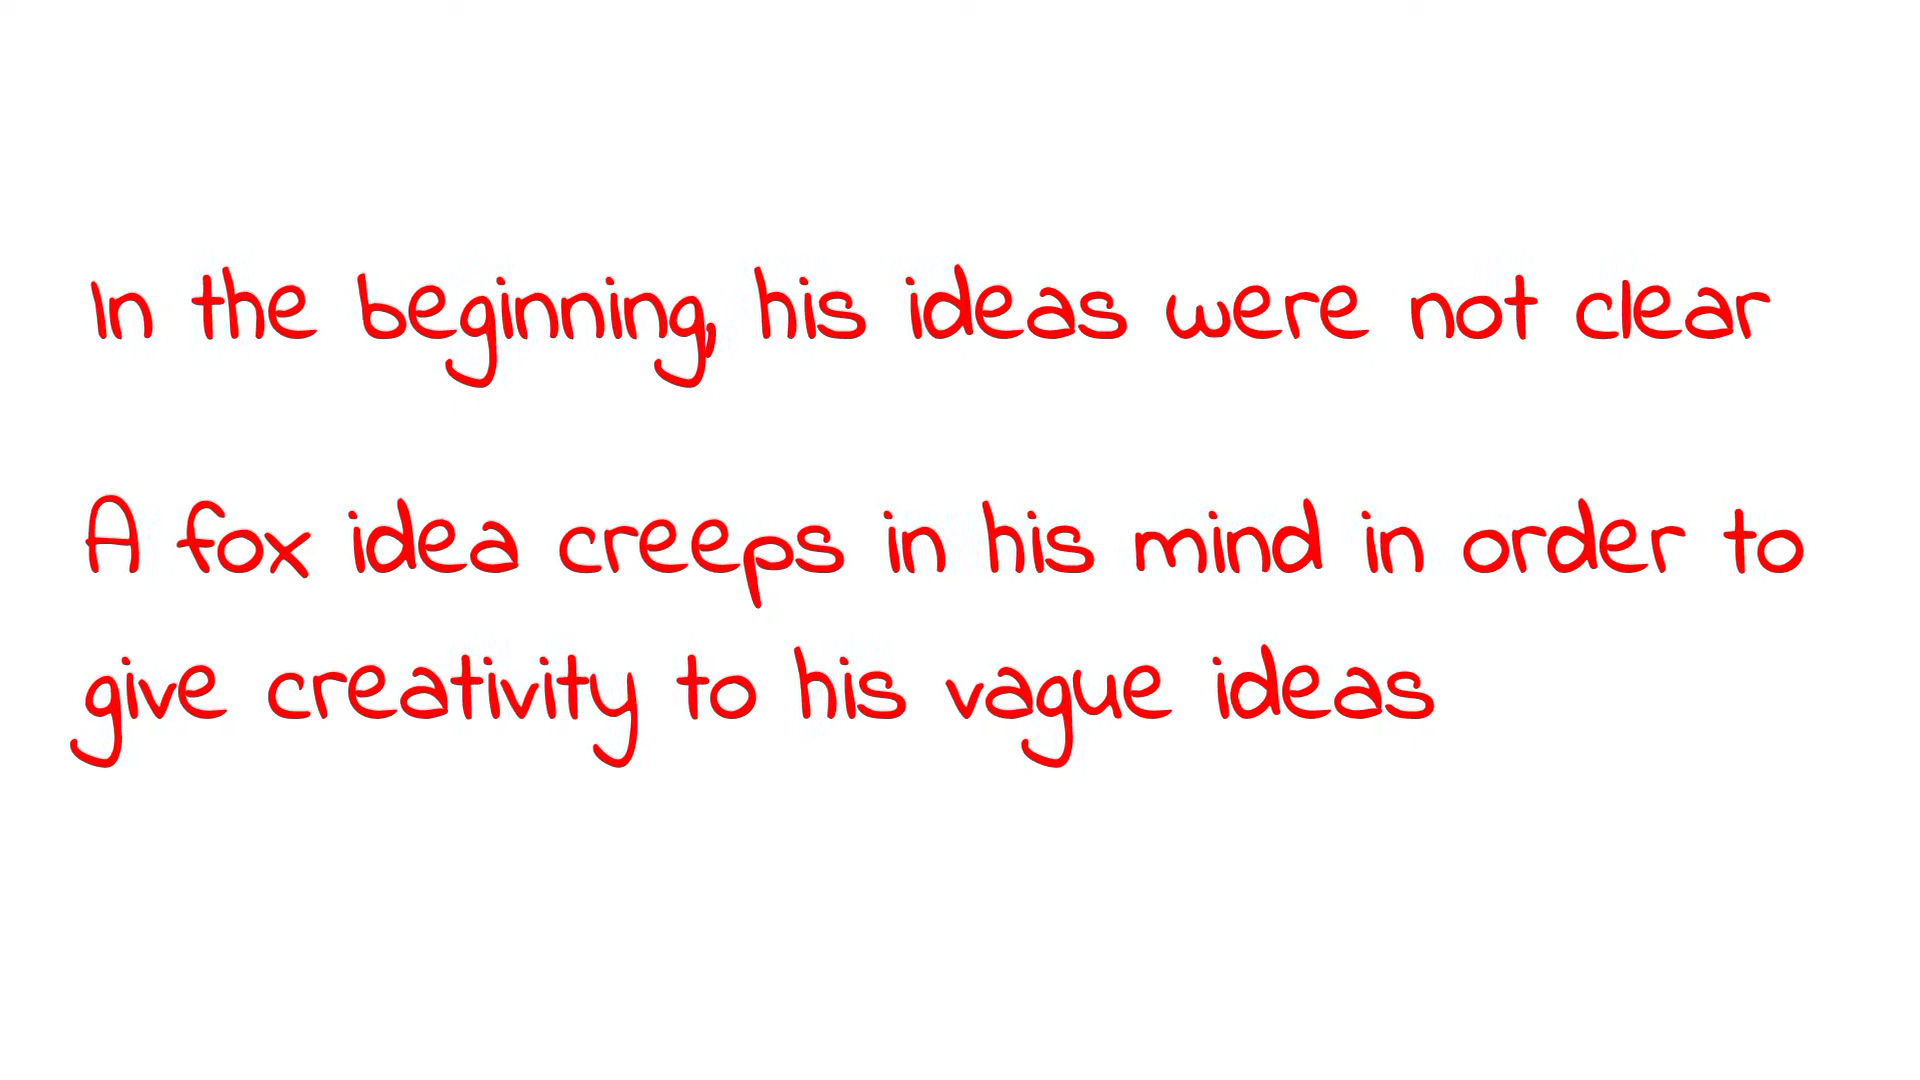 In the beginning, his ideas were not clear
A fox idea creeps in his mind in order to
give creativity to his vague ideas